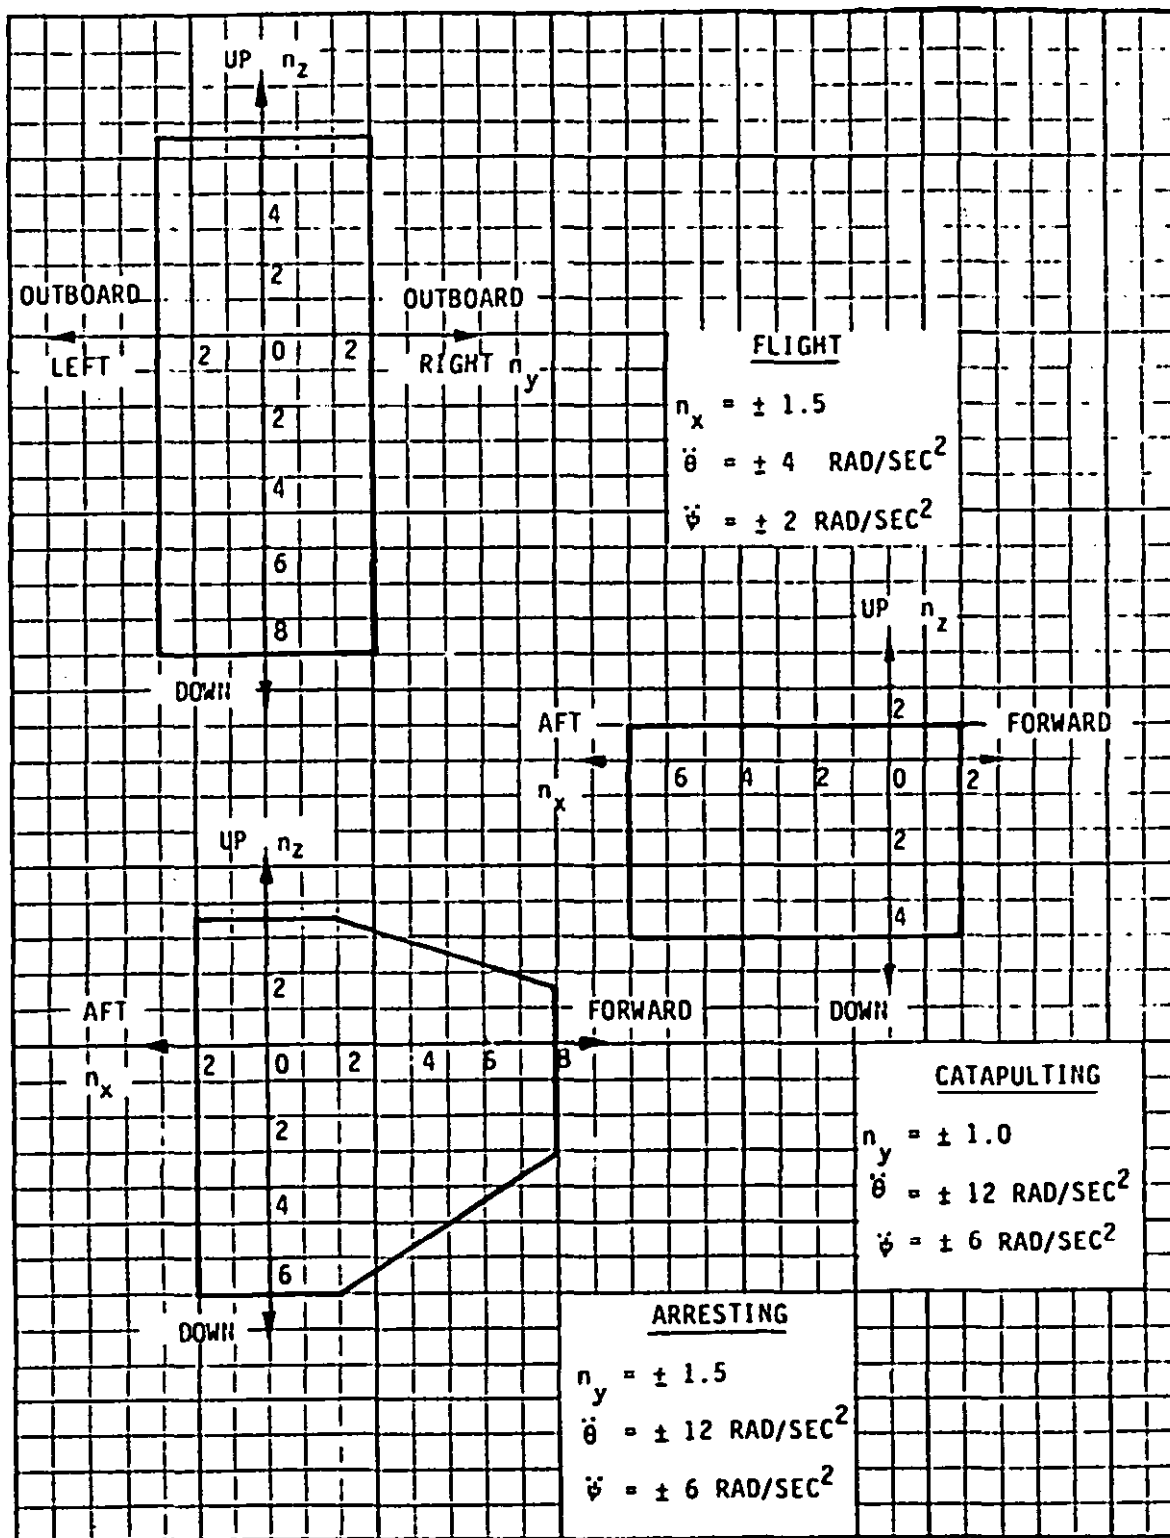 UP n_z
4
2
OUTBOARD
OUTBOARD
2 0 2
LEFT
RIGHT n_y
2
4
6
8
DOWN
FLIGHT
n_x = ± 1.5
θ̈ = ± 4 RAD/SEC²
ψ̈ = ± 2 RAD/SEC²
UP n_z
2
AFT
FORWARD
6 4 2 0 2
n_x
2
4
DOWN
CATAPULTING
n_y = ± 1.0
θ̈ = ± 12 RAD/SEC²
ψ̈ = ± 6 RAD/SEC²
UP n_z
2
AFT
FORWARD
2 0 2 4 6 8
n_x
2
4
6
DOWN
ARRESTING
n_y = ± 1.5
θ̈ = ± 12 RAD/SEC²
ψ̈ = ± 6 RAD/SEC²